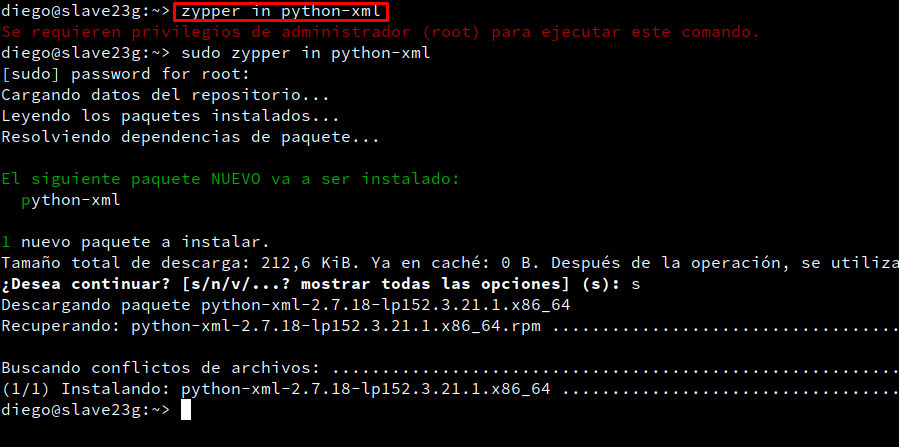 diego@slave23g:~> zypper in python-xml
Se requieren privilegios de administrador (root) para ejecutar este comando.
diego@slave23g:~> sudo zypper in python-xml
[sudo] password for root:
Cargando datos del repositorio...
Leyendo los paquetes instalados...
Resolviendo dependencias de paquete...
El siguiente paquete NUEVO va a ser instalado:
python-xml
1 nuevo paquete a instalar.
Tamaño total de descarga: 212,6 KiB. Ya en caché: 0 B. Después de la operación, se utiliza
¿Desea continuar? [s/n/v/...? mostrar todas las opciones] (s): s
Descargando paquete python-xml-2.7.18-lp152.3.21.1.x86_64
Recuperando: python-xml-2.7.18-lp152.3.21.1.x86_64.rpm ...................................
Buscando conflictos de archivos: .........................................................
(1/1) Instalando: python-xml-2.7.18-lp152.3.21.1.x86_64 ..................................
diego@slave23g:~>